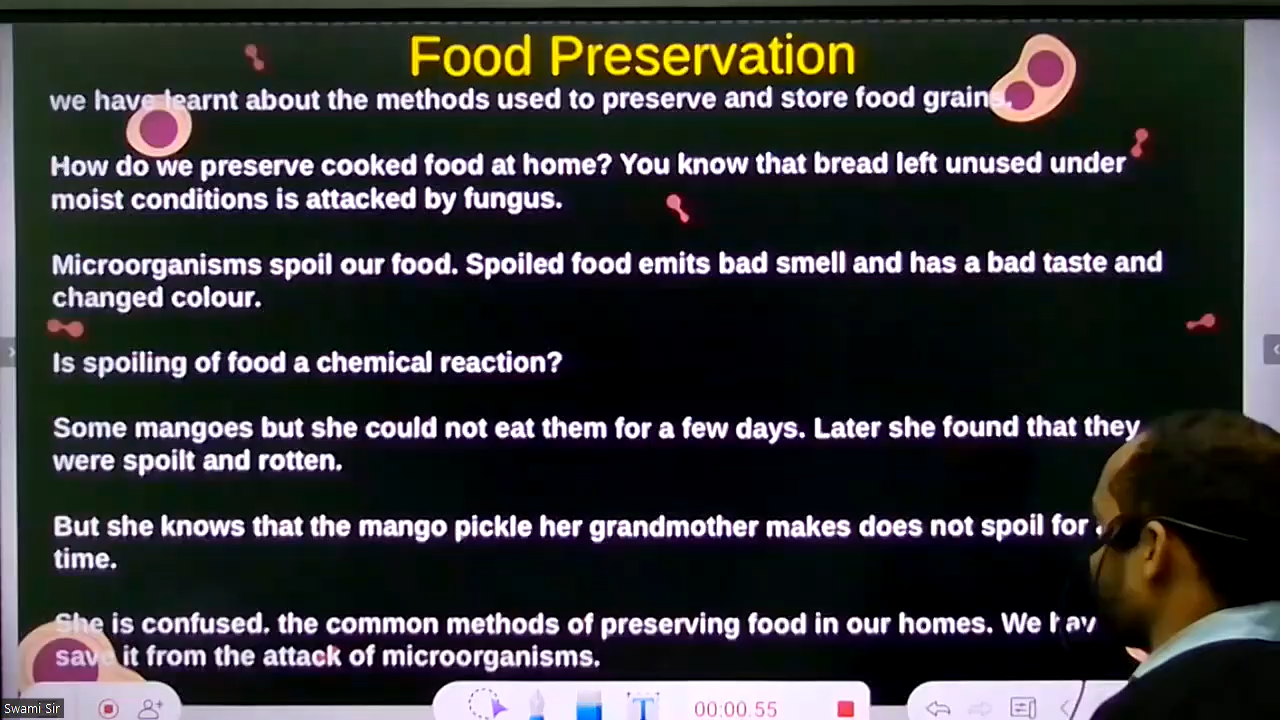 Food Preservation
we have learnt about the methods used to preserve and store food grains.
How do we preserve cooked food at home? You know that bread left unused under
moist conditions is attacked by fungus.
Microorganisms spoil our food. Spoiled food emits bad smell and has a bad taste and
changed colour.
Is spoiling of food a chemical reaction?
Some mangoes but she could not eat them for a few days. Later she found that they
were spoilt and rotten.
But she knows that the mango pickle her grandmother makes does not spoil for
time.
She is confused. the common methods of preserving food in our homes. We
save it from the attack of microorganisms.
00:00.55
Swami Sir